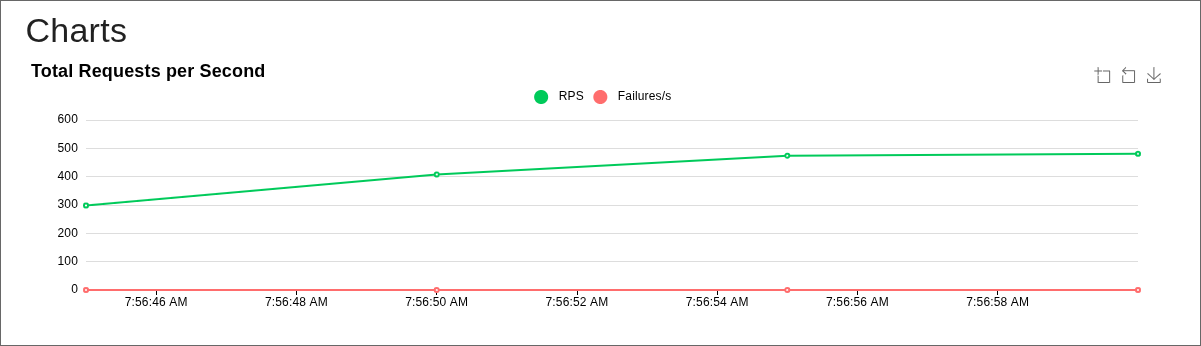 Charts
Total Requests per Second
RPS Failures/s
600
500
400
300
200
100
0
7:56:46 AM 7:56:48 AM 7:56:50 AM 7:56:52 AM 7:56:54 AM 7:56:56 AM 7:56:58 AM